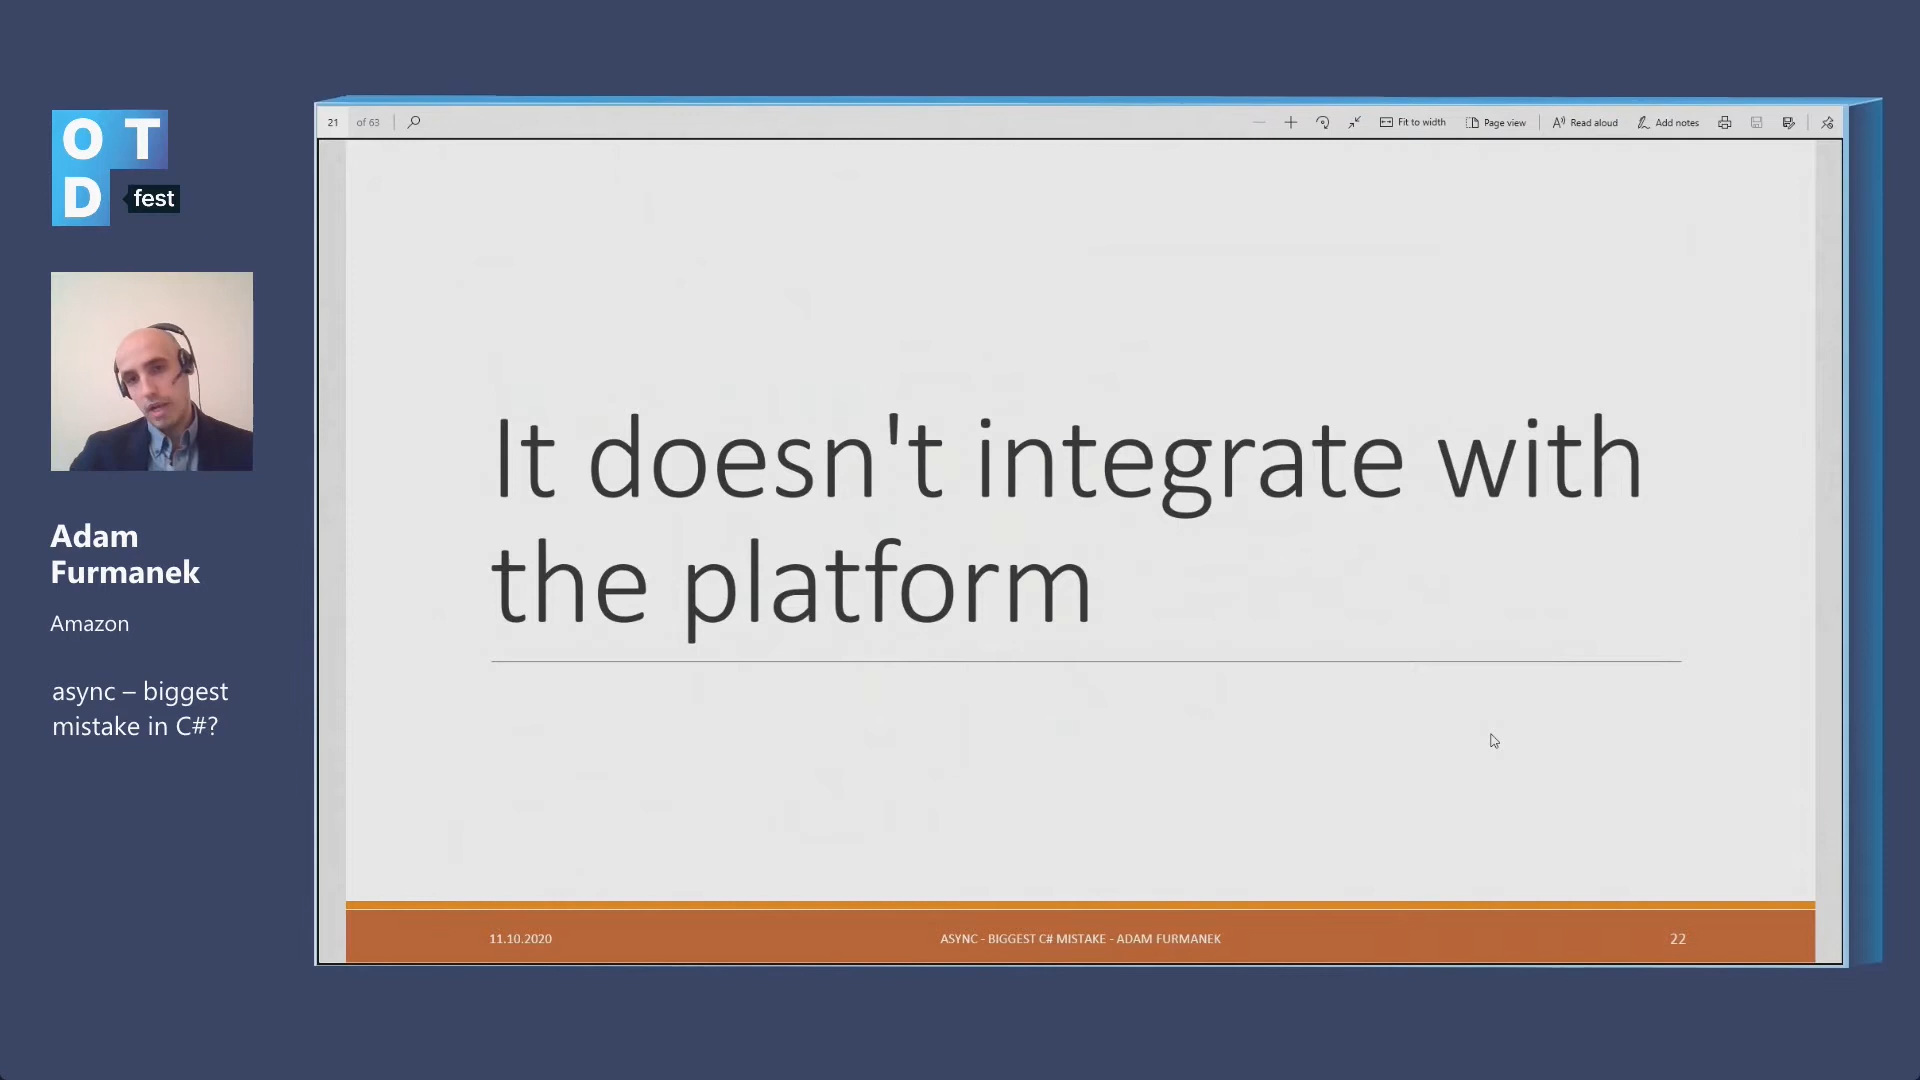 O T
D fest
Adam
Furmanek
Amazon
async – biggest
mistake in C#?
21 of 63 Fit to width Page view Read aloud Add notes
It doesn't integrate with
the platform
11.10.2020 ASYNC - BIGGEST C# MISTAKE - ADAM FURMANEK 22